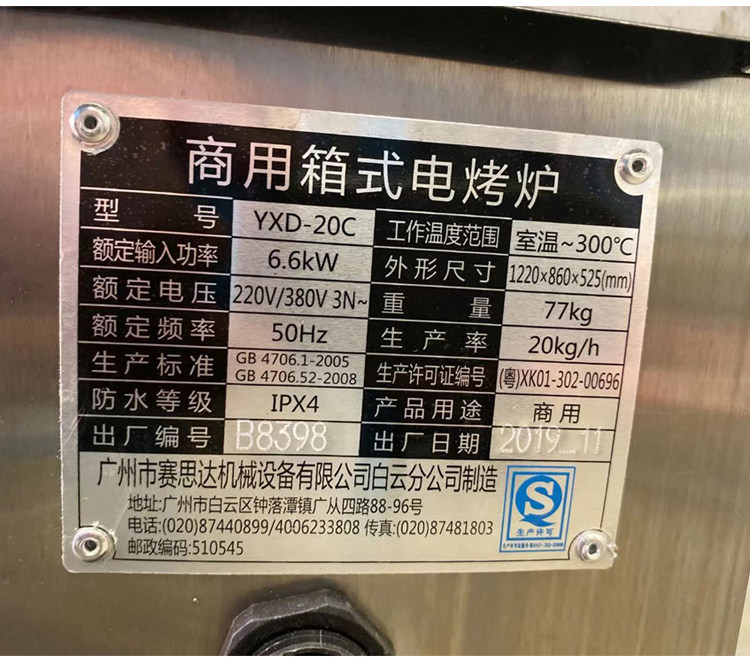 商用箱式电烤炉
型号 YXD-20C 工作温度范围 室温~300℃
额定输入功率 6.6kW 外形尺寸 1220×860×525(mm)
额定电压 220V/380V 3N~ 重量 77kg
额定频率 50Hz 生产率 20kg/h
生产标准 GB 4706.1-2005 GB 4706.52-2008 生产许可证编号 (粤)XK01-302-00696
防水等级 IPX4 产品用途 商用
出厂编号 B8398 出厂日期 2019.11
广州市赛思达机械设备有限公司白云分公司制造
地址:广州市白云区钟落潭镇广从四路88-96号
电话:(020)87440899/4006233808 传真:(020)87481803
邮政编码:510545
生产许可